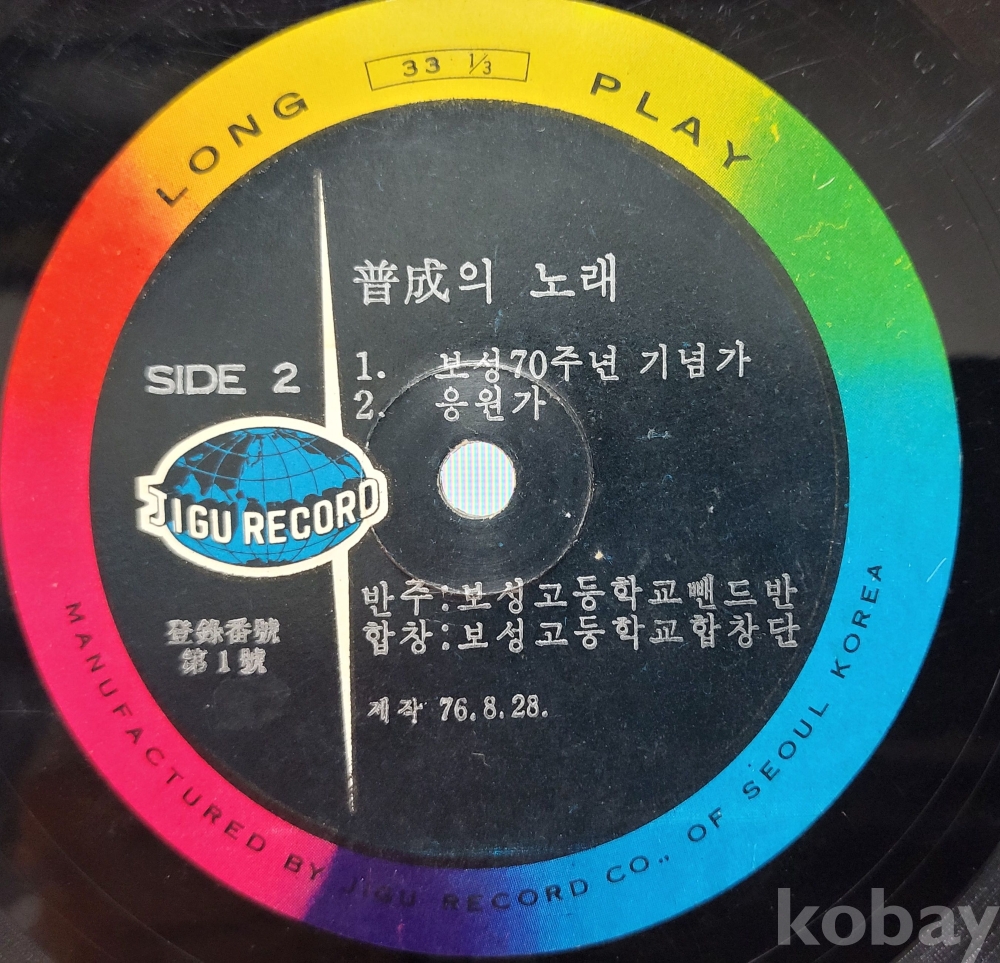 LONG PLAY
33 1/3
普成의 노래
SIDE 2
1. 보성70주년 기념가
2. 응원가
JIGU RECORD
반주:보성고등학교밴드반
합창:보성고등학교합창단
登錄番號
第1號
제작 76.8.28.
MANUFACTURED BY JIGU RECORD CO., OF SEOUL KOREA
kobay